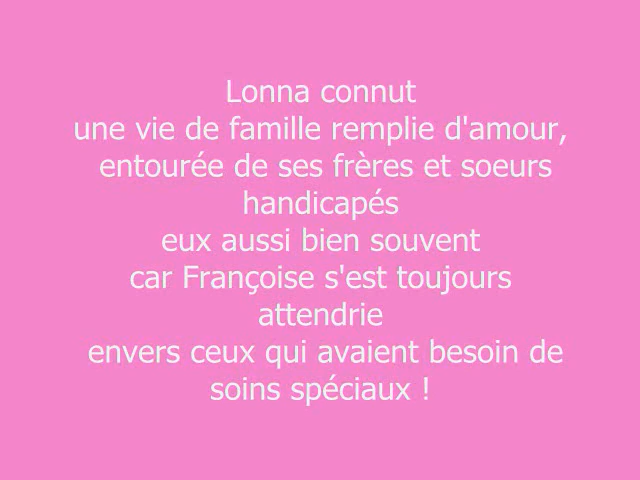 Lonna connut
une vie de famille remplie d'amour,
entourée de ses frères et soeurs
handicapés
eux aussi bien souvent
car Françoise s'est toujours
attendrie
envers ceux qui avaient besoin de
soins spéciaux !